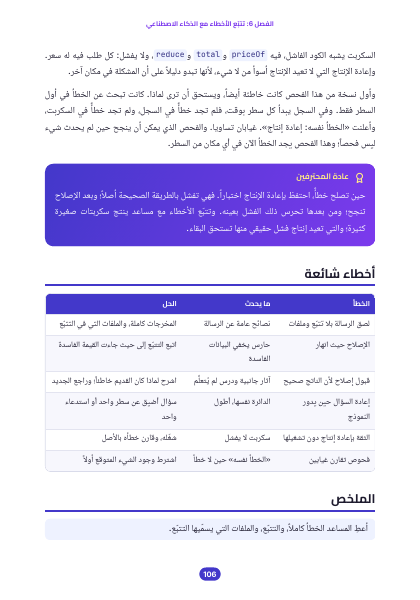 الفصل 6: تتبّع الأخطاء مع الذكاء الاصطناعي
السكربت يشبه الكود الفاشل، فيه priceOf و total و reduce، ولا يفشل: كل طلب فيه له سعر.
وإعادة الإنتاج التي لا تعيد الإنتاج أسوأ من لا شيء، لأنها تبدو دليلاً على أن المشكلة في مكان آخر.
وأول نسخة من هذا الفحص كانت خاطئة أيضاً، ويستحق أن ترى لماذا. كانت تبحث عن الخطأ في أول
السطر فقط. وفي السجل يبدأ كل سطر بوقت، فلم تجد خطأً في السجل، ولم تجد خطأً في السكربت،
وأعلنت «الخطأ نفسه: إعادة إنتاج». غيابان تساويا. والفحص الذي يمكن أن ينجح حين لم يحدث شيء
ليس فحصاً؛ وهذا الفحص يجد الخطأ الآن في أي مكان من السطر.
عادة المحترفين
حين تصلح خطأً، احتفظ بإعادة الإنتاج اختباراً. فهي تفشل بالطريقة الصحيحة أصلاً؛ وبعد الإصلاح
تنجح؛ ومن بعدها تحرس ذلك الفشل بعينه. وتتبّع الأخطاء مع مساعد ينتج سكربتات صغيرة
كثيرة؛ والتي تعيد إنتاج فشل حقيقي منها تستحق البقاء.
أخطاء شائعة
الخطأ ما يحدث الحل
لصق الرسالة بلا تتبّع وملفات نصائح عامة عن الرسالة المخرجات كاملة، والملفات التي في التتبّع
الإصلاح حيث انهار حارس يخفي البيانات اتبع التتبّع إلى حيث جاءت القيمة الفاسدة
الفاسدة
قبول إصلاح لأن الناتج صحيح آثار جانبية ودرس لم يُتعلَّم اشرح لماذا كان القديم خاطئاً؛ وراجع الجديد
إعادة السؤال حين يدور الدائرة نفسها، أطول سؤال أضيق عن سطر واحد أو استدعاء
النموذج واحد
الثقة بإعادة إنتاج دون تشغيلها سكربت لا يفشل شغّله، وقارن خطأه بالأصل
فحوص تقارن غيابين «الخطأ نفسه» حين لا خطأ اشترط وجود الشيء المتوقع أولاً
الملخص
أعطِ المساعد الخطأ كاملاً، والتتبّع، والملفات التي يسمّيها التتبّع.
106